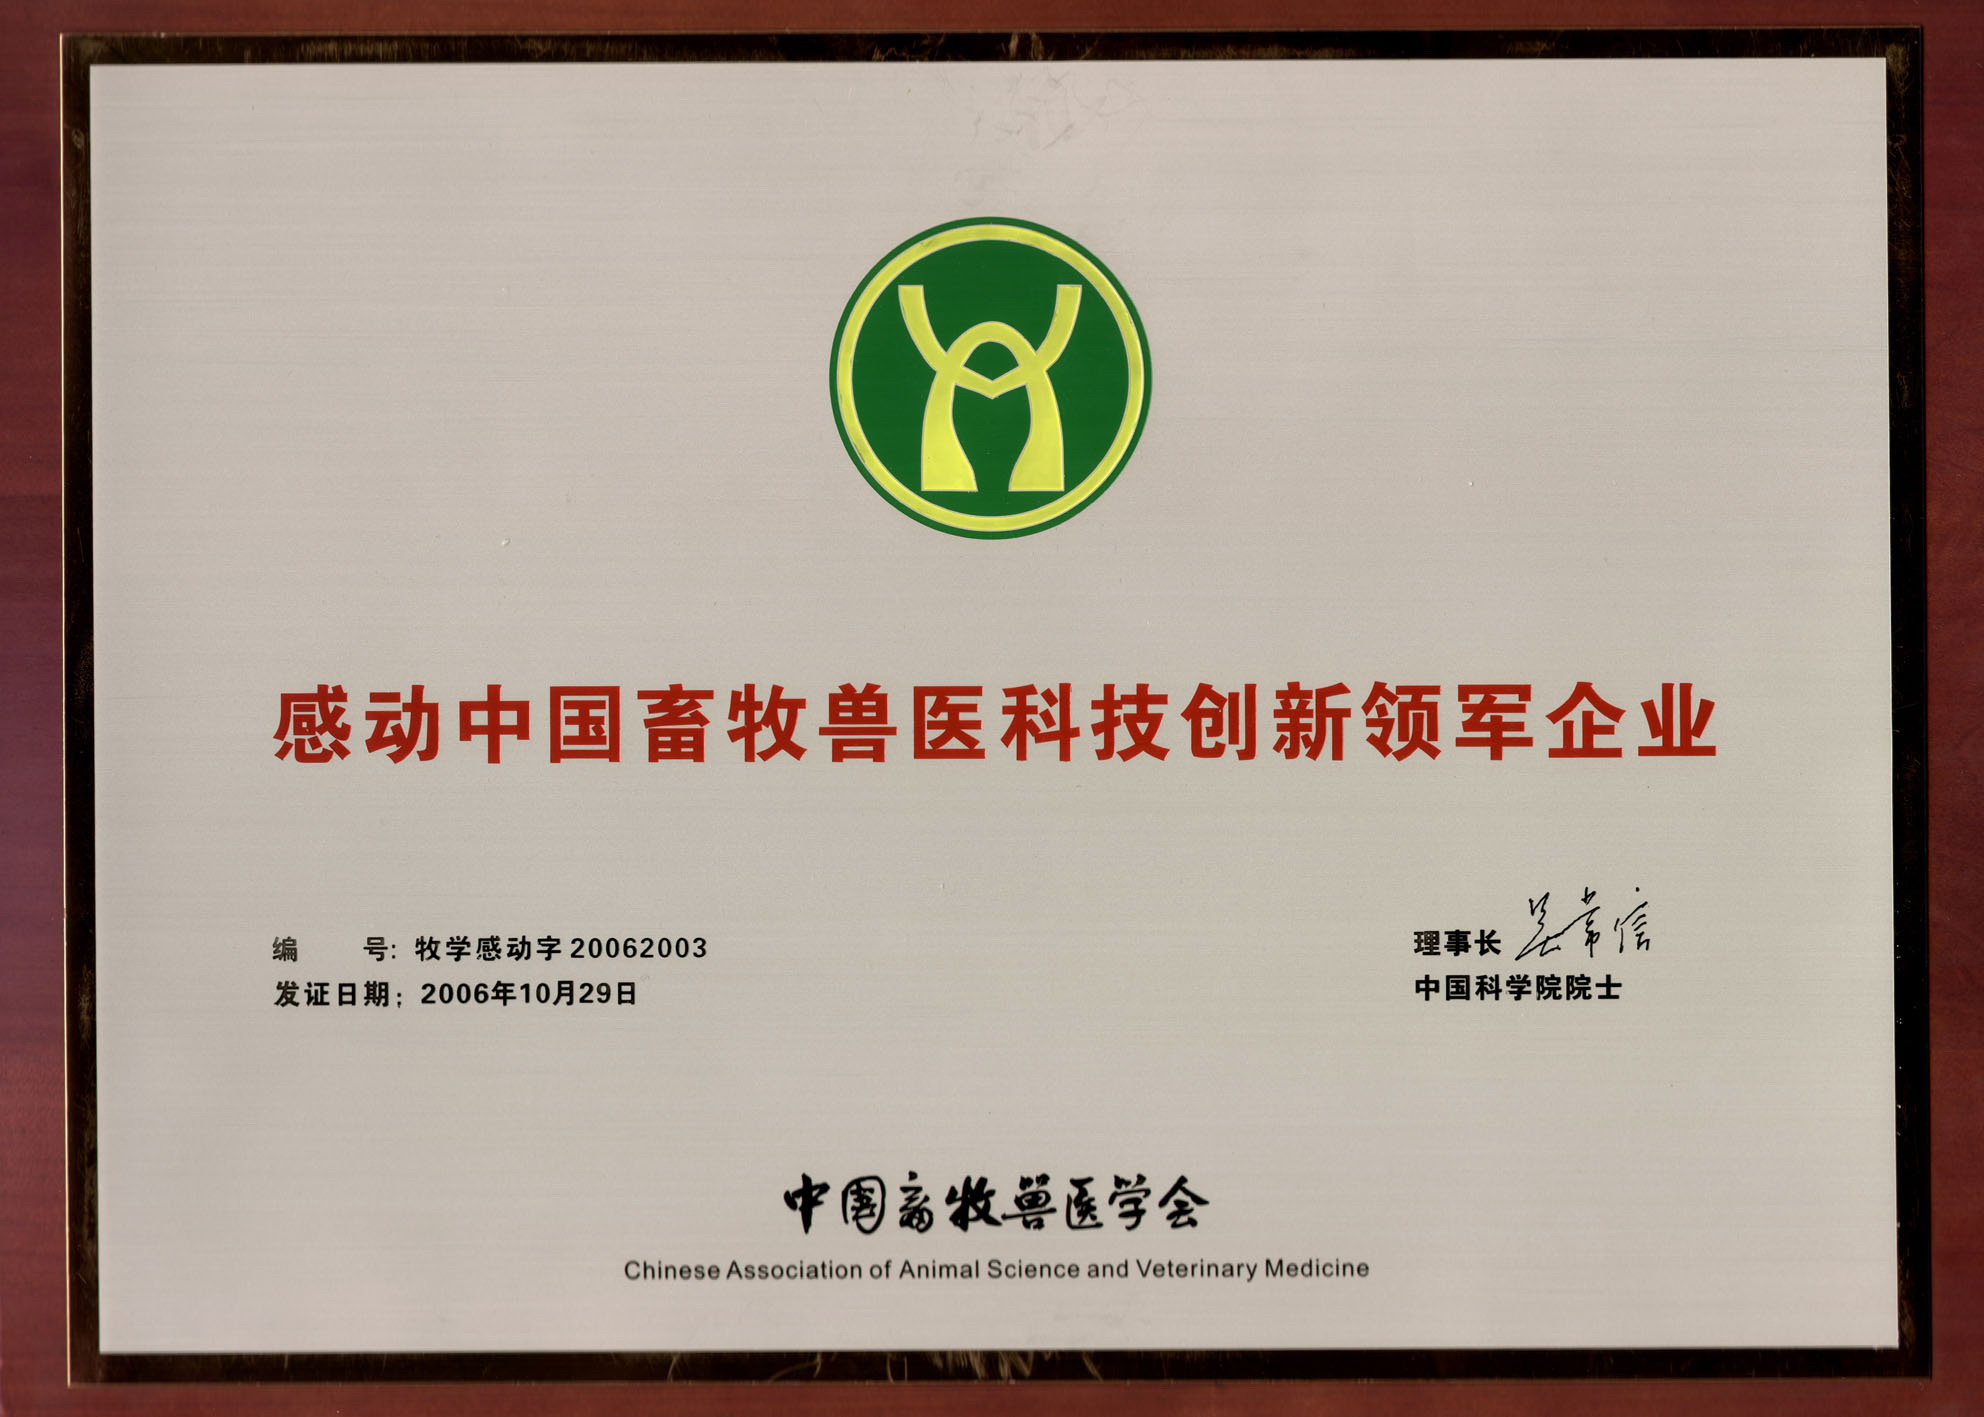 感动中国畜牧兽医科技创新领军企业
编 号: 牧学感动字20062003
理事长 吴常信
发证日期: 2006年10月29日
中国科学院院士
中国畜牧兽医学会
Chinese Association of Animal Science and Veterinary Medicine